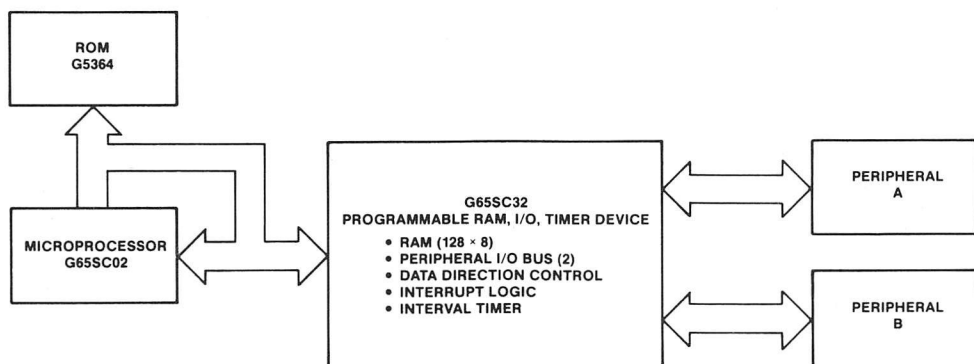 ROM
G5364
MICROPROCESSOR
G65SC02
G65SC32
PROGRAMMABLE RAM, I/O, TIMER DEVICE
• RAM (128 × 8)
• PERIPHERAL I/O BUS (2)
• DATA DIRECTION CONTROL
• INTERRUPT LOGIC
• INTERVAL TIMER
PERIPHERAL
A
PERIPHERAL
B